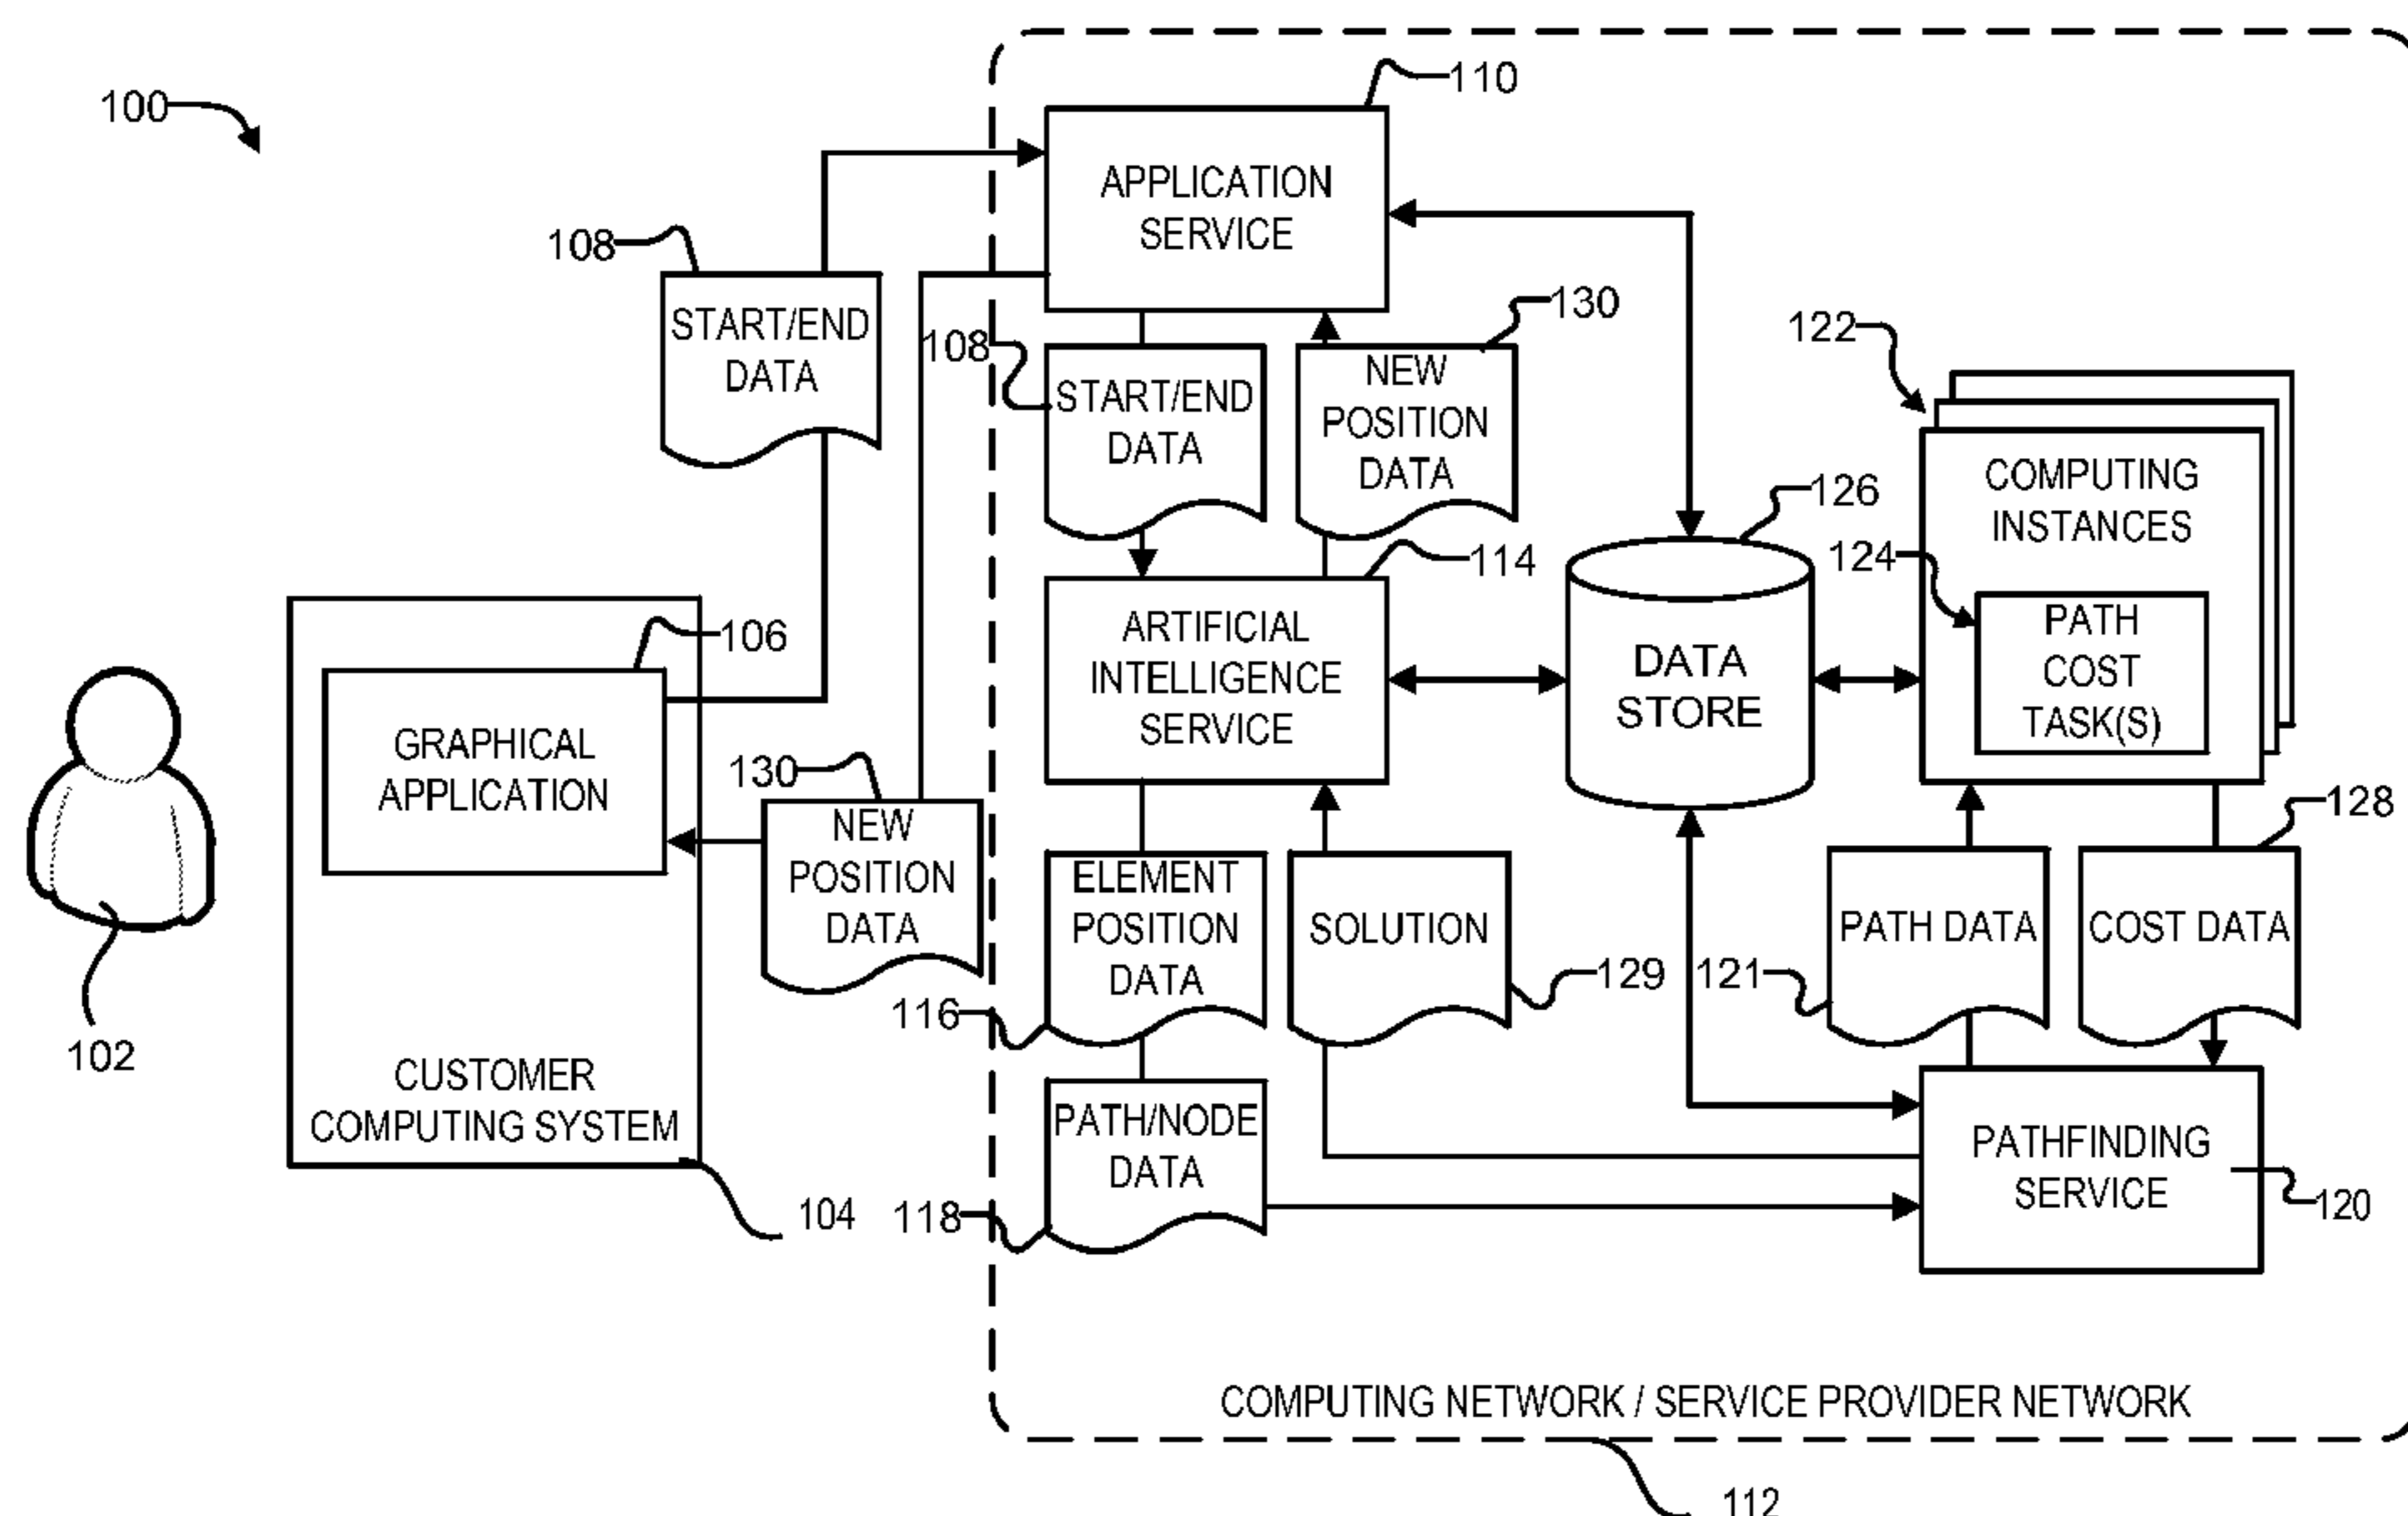 100
110
APPLICATION
SERVICE
108
START/END
DATA
108
START/END
DATA
130
NEW
POSITION
DATA
122
COMPUTING
INSTANCES
124
PATH
COST
TASK(S)
126
DATA
STORE
114
ARTIFICIAL
INTELLIGENCE
SERVICE
106
GRAPHICAL
APPLICATION
130
NEW
POSITION
DATA
102
CUSTOMER
COMPUTING SYSTEM
104
ELEMENT
POSITION
DATA
116
SOLUTION
129
121
PATH DATA
128
COST DATA
PATH/NODE
DATA
118
PATHFINDING
SERVICE
120
COMPUTING NETWORK / SERVICE PROVIDER NETWORK
112